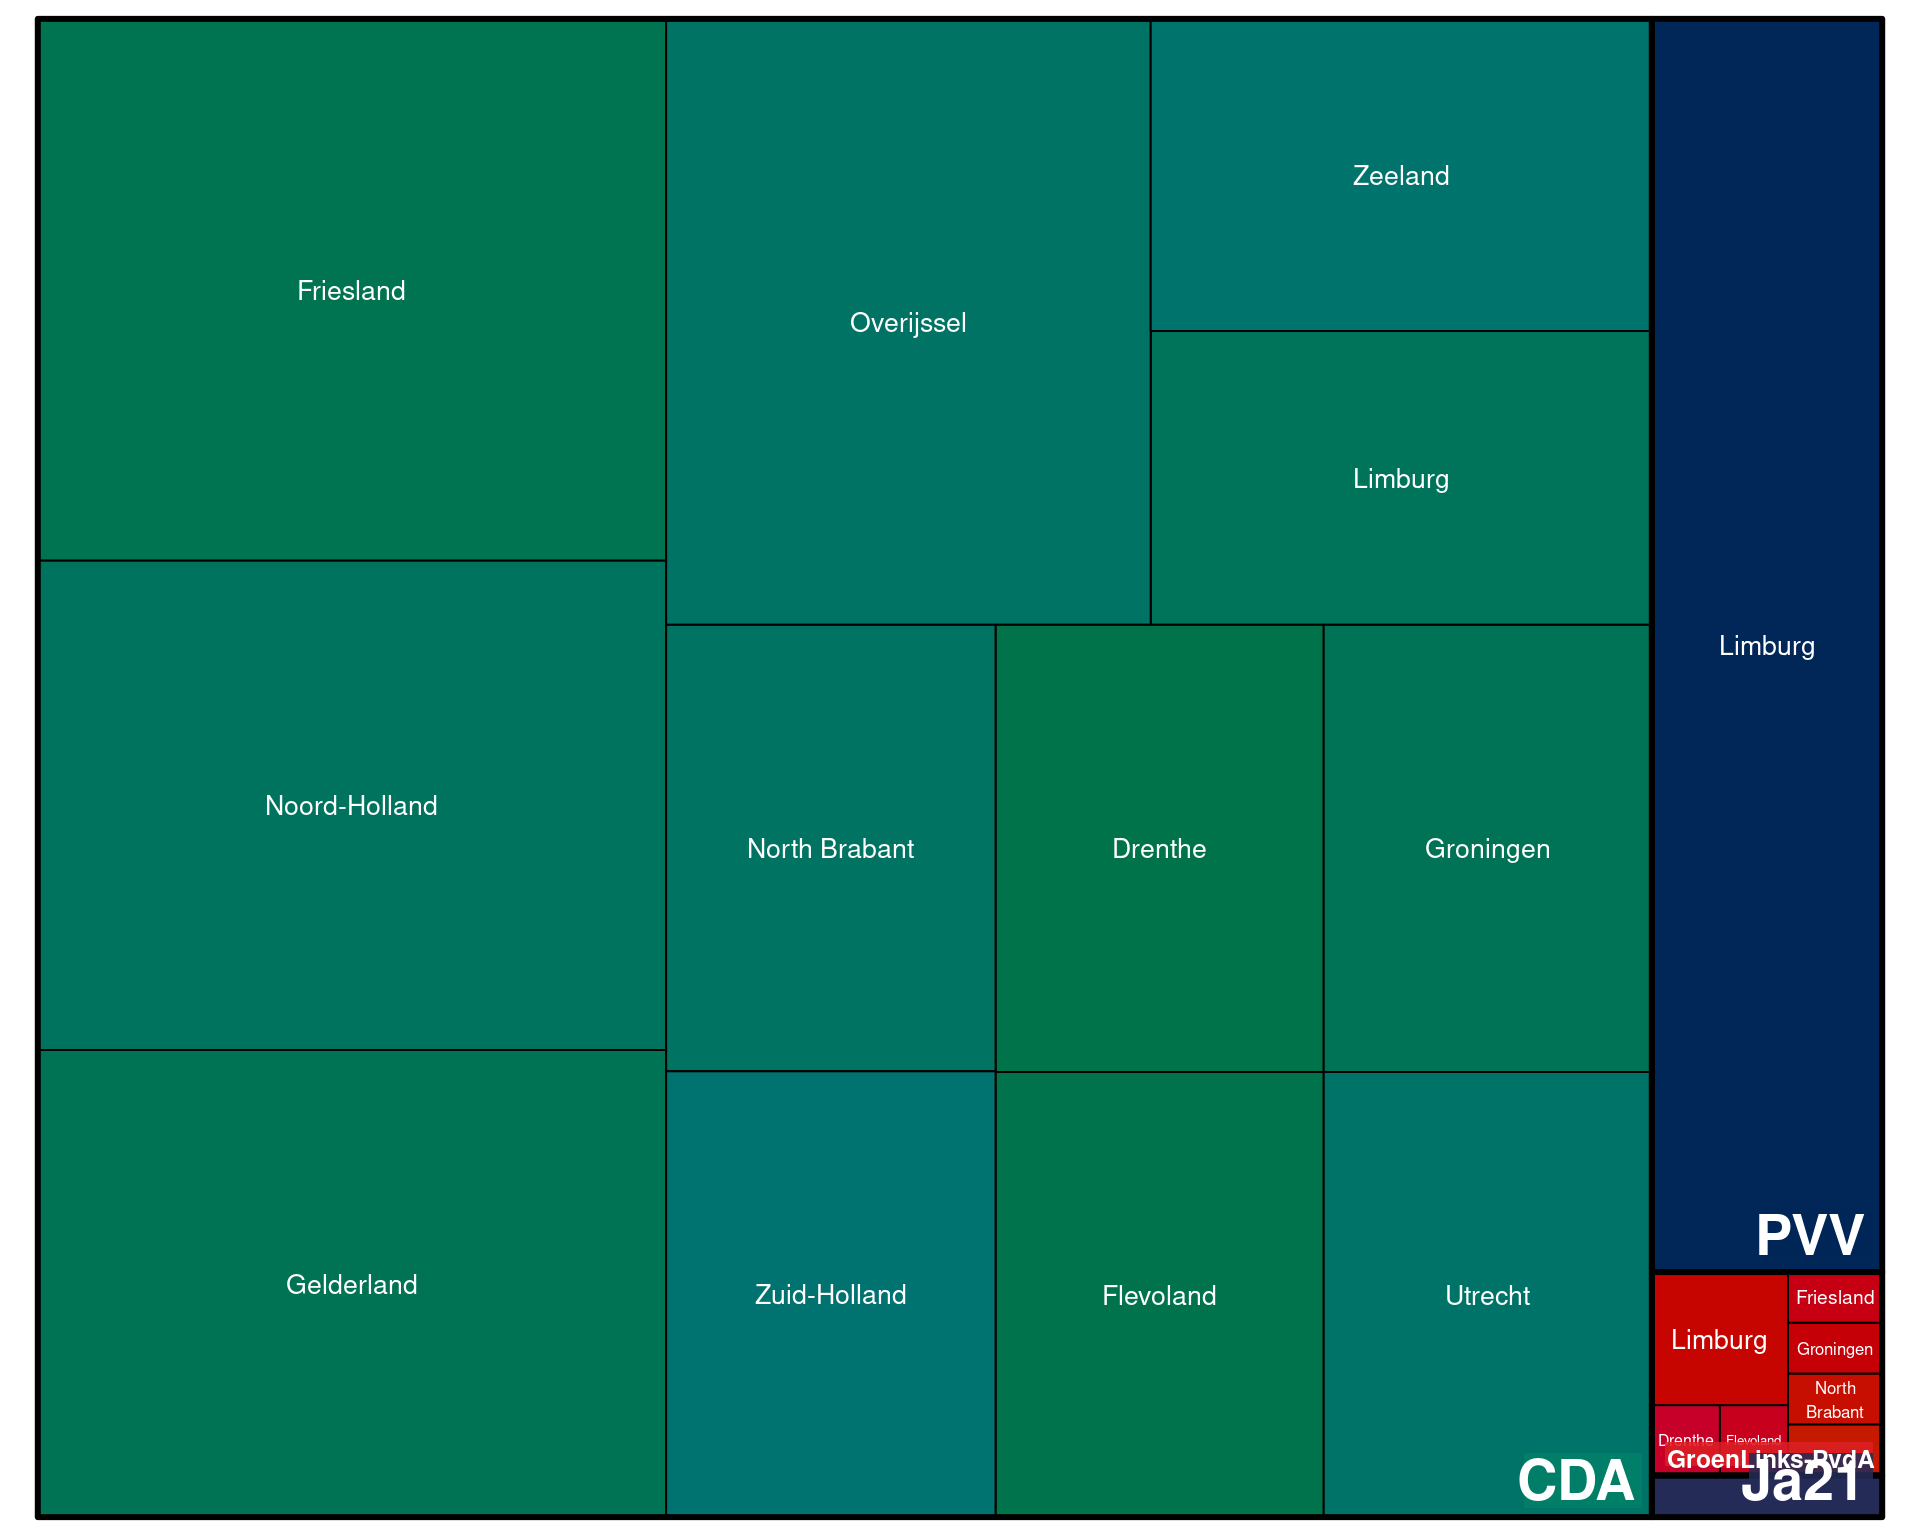 Friesland
Noord-Holland
Gelderland
Overijssel
Zeeland
Limburg
North Brabant
Drenthe
Groningen
Zuid-Holland
Flevoland
Utrecht
CDA
Limburg
PVV
Limburg
Friesland
Groningen
North
Brabant
Drenthe
Flevoland
GroenLinks-PvdA
Ja21